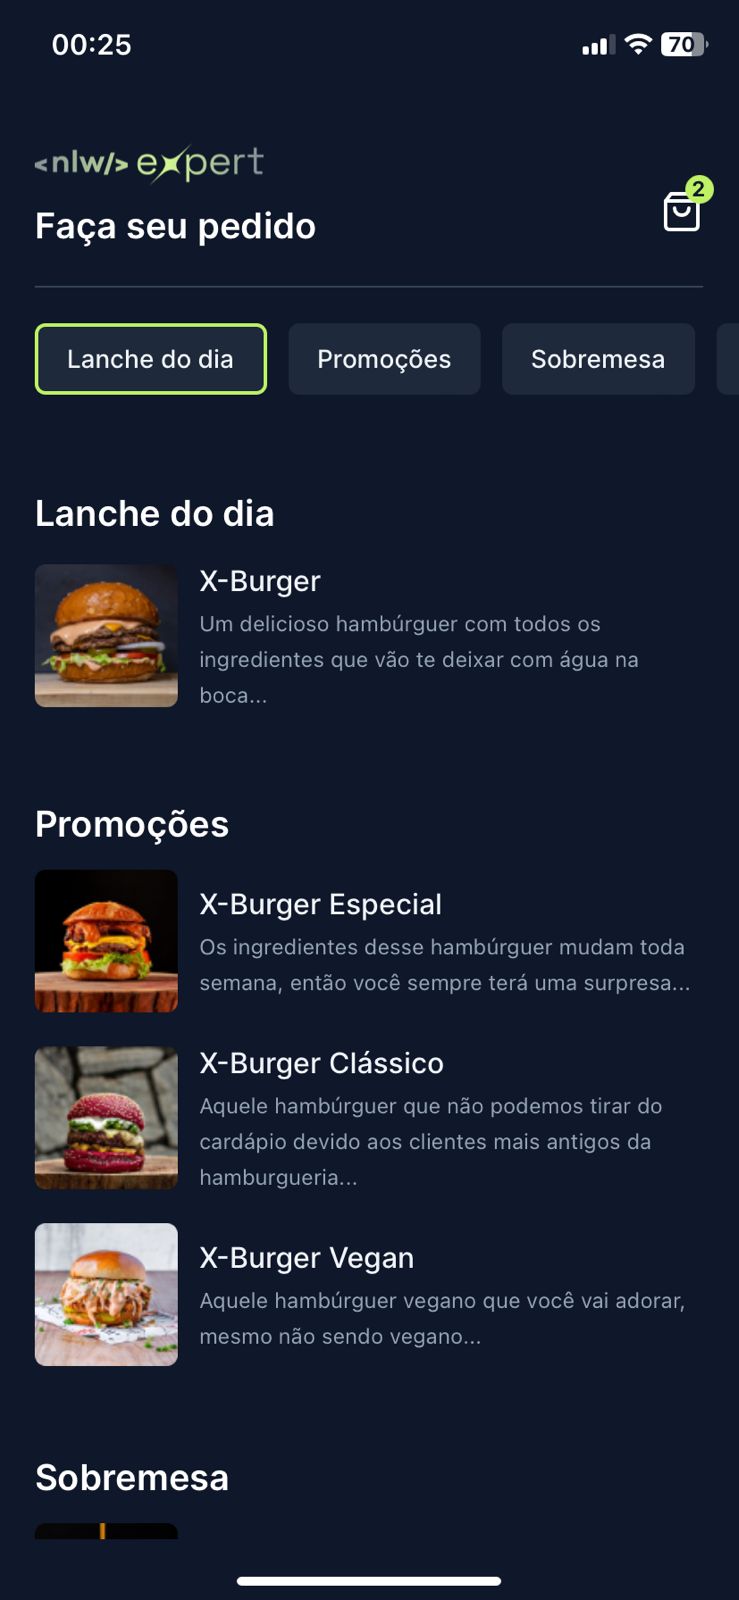 00:25
70
<nlw/> expert
2
Faça seu pedido
Lanche do dia
Promoções
Sobremesa
Lanche do dia
X-Burger
Um delicioso hambúrguer com todos os
ingredientes que vão te deixar com água na
boca...
Promoções
X-Burger Especial
Os ingredientes desse hambúrguer mudam toda
semana, então você sempre terá uma surpresa...
X-Burger Clássico
Aquele hambúrguer que não podemos tirar do
cardápio devido aos clientes mais antigos da
hamburgueria...
X-Burger Vegan
Aquele hambúrguer vegano que você vai adorar,
mesmo não sendo vegano...
Sobremesa